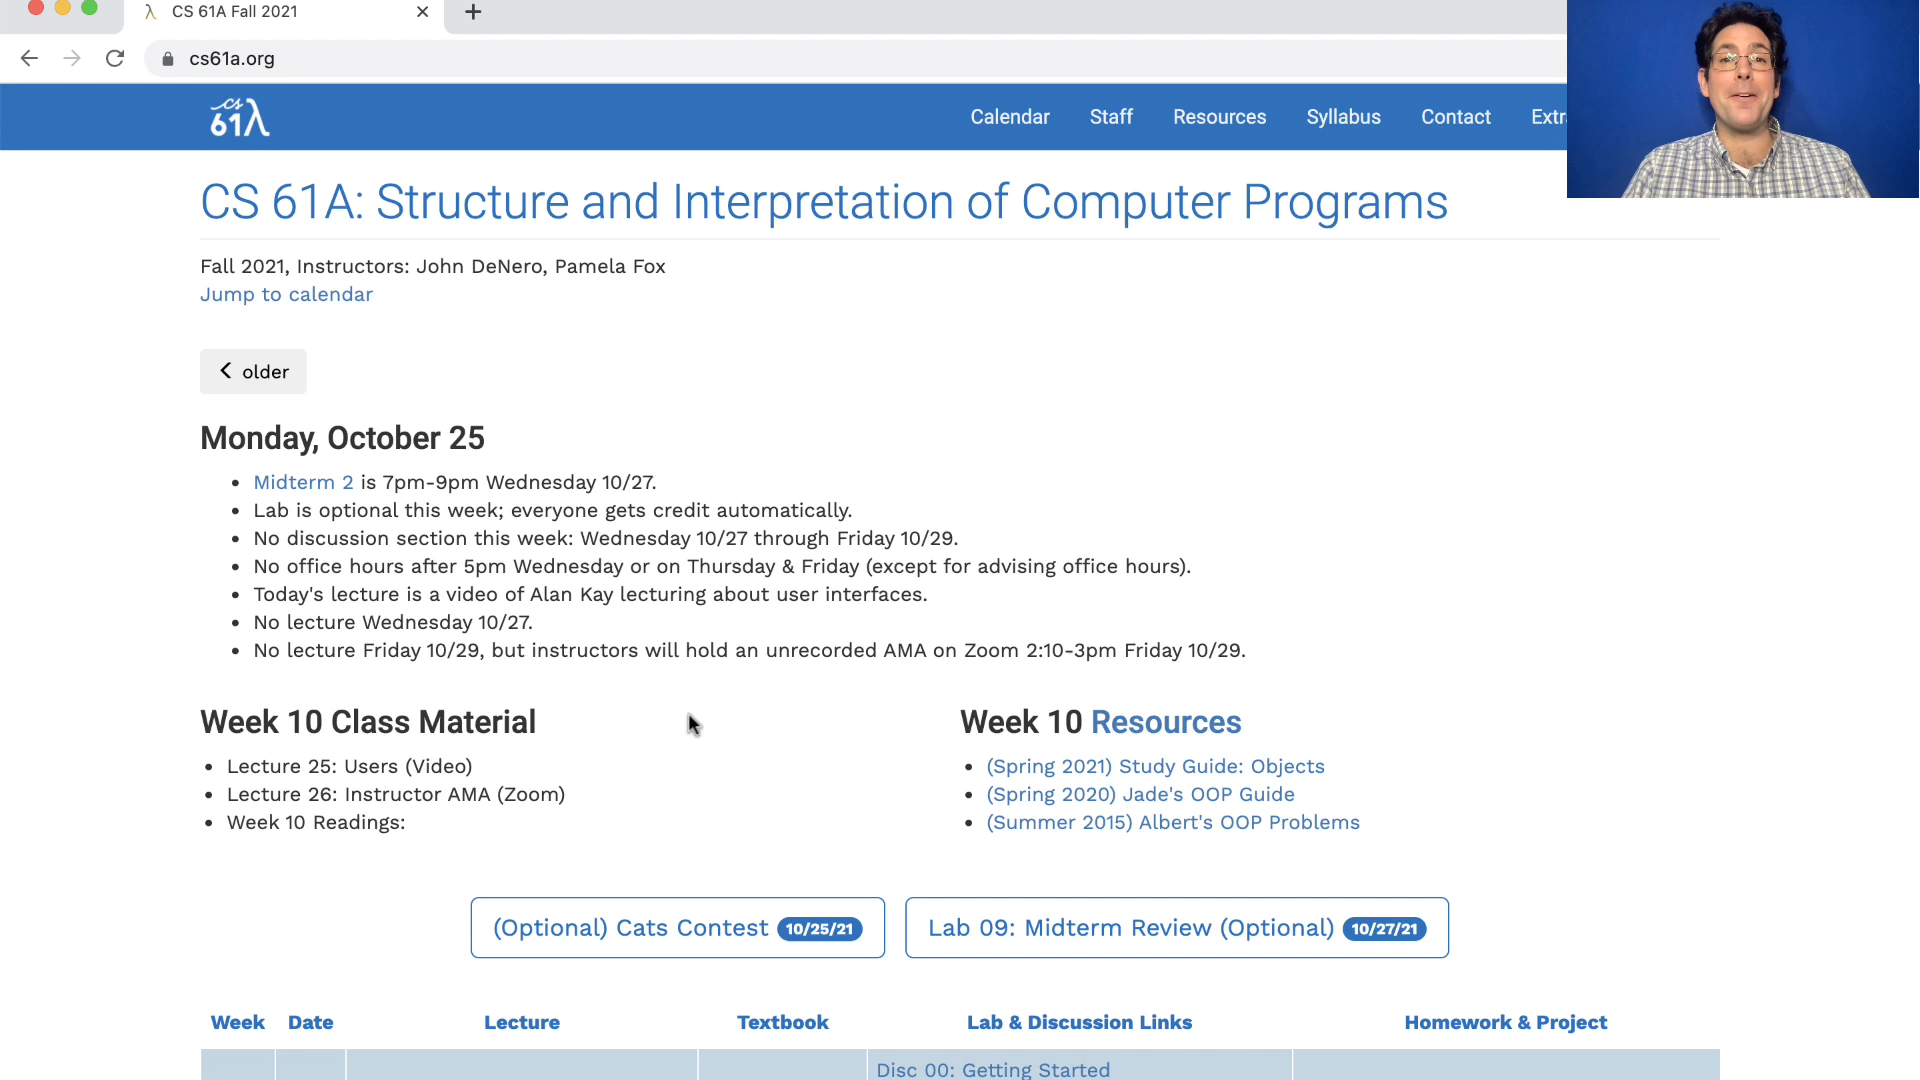 CS 61A Fall 2021
cs61a.org
CS
61A
Calendar Staff Resources Syllabus Contact
CS 61A: Structure and Interpretation of Computer Programs
Fall 2021, Instructors: John DeNero, Pamela Fox
Jump to calendar
older
Monday, October 25
Midterm 2 is 7pm-9pm Wednesday 10/27.
Lab is optional this week; everyone gets credit automatically.
No discussion section this week: Wednesday 10/27 through Friday 10/29.
No office hours after 5pm Wednesday or on Thursday & Friday (except for advising office hours).
Today's lecture is a video of Alan Kay lecturing about user interfaces.
No lecture Wednesday 10/27.
No lecture Friday 10/29, but instructors will hold an unrecorded AMA on Zoom 2:10-3pm Friday 10/29.
Week 10 Class Material
Lecture 25: Users (Video)
Lecture 26: Instructor AMA (Zoom)
Week 10 Readings:
Week 10 Resources
(Spring 2021) Study Guide: Objects
(Spring 2020) Jade's OOP Guide
(Summer 2015) Albert's OOP Problems
(Optional) Cats Contest 10/25/21
Lab 09: Midterm Review (Optional) 10/27/21
Week Date Lecture Textbook Lab & Discussion Links Homework & Project
Disc 00: Getting Started